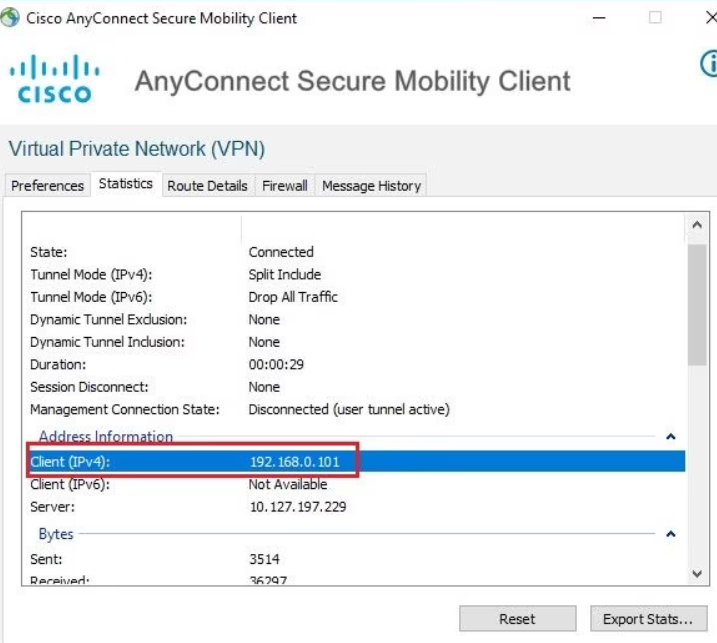 Cisco AnyConnect Secure Mobility Client
CISCO
AnyConnect Secure Mobility Client
Virtual Private Network (VPN)
Preferences Statistics Route Details Firewall Message History
State: Connected
Tunnel Mode (IPv4): Split Include
Tunnel Mode (IPv6): Drop All Traffic
Dynamic Tunnel Exclusion: None
Dynamic Tunnel Inclusion: None
Duration: 00:00:29
Session Disconnect: None
Management Connection State: Disconnected (user tunnel active)
Address Information
Client (IPv4): 192.168.0.101
Client (IPv6): Not Available
Server: 10.127.197.229
Bytes
Sent: 3514
Received: 36297
Reset Export Stats...